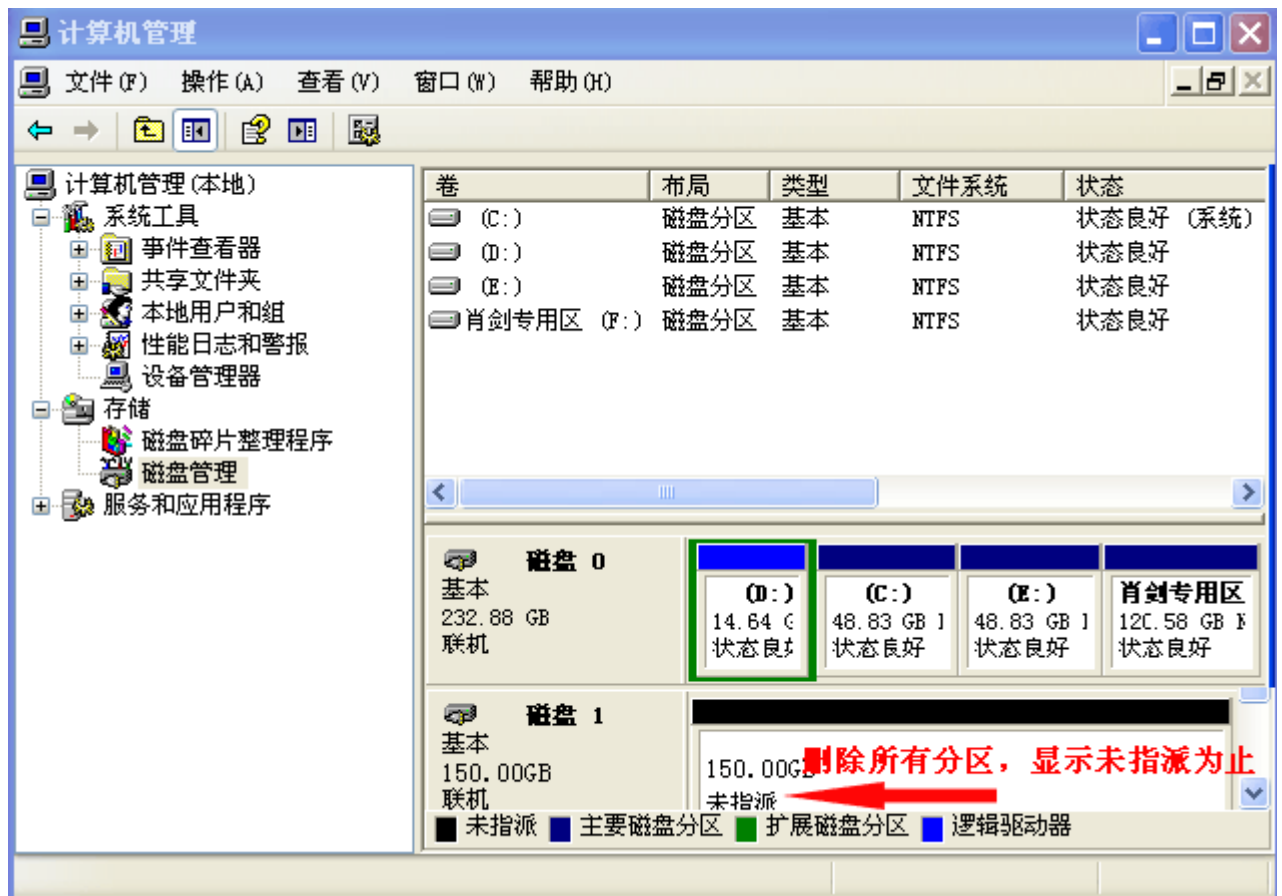 计算机管理
文件(F) 操作(A) 查看(V) 窗口(W) 帮助(H)
计算机管理(本地)
系统工具
事件查看器
共享文件夹
本地用户和组
性能日志和警报
设备管理器
存储
磁盘碎片整理程序
磁盘管理
服务和应用程序
卷 布局 类型 文件系统 状态
(C:) 磁盘分区 基本 NTFS 状态良好 (系统)
(D:) 磁盘分区 基本 NTFS 状态良好
(E:) 磁盘分区 基本 NTFS 状态良好
肖剑专用区 (F:) 磁盘分区 基本 NTFS 状态良好
磁盘 0
基本
232.88 GB
联机
(D:)
14.64
状态良
(C:)
48.83 GB
状态良好
(E:)
48.83 GB
状态良好
肖剑专用区
120.58 GB
状态良好
磁盘 1
基本
150.00GB
联机
150.00GB
未指派
删除所有分区，显示未指派为止
未指派 主要磁盘分区 扩展磁盘分区 逻辑驱动器